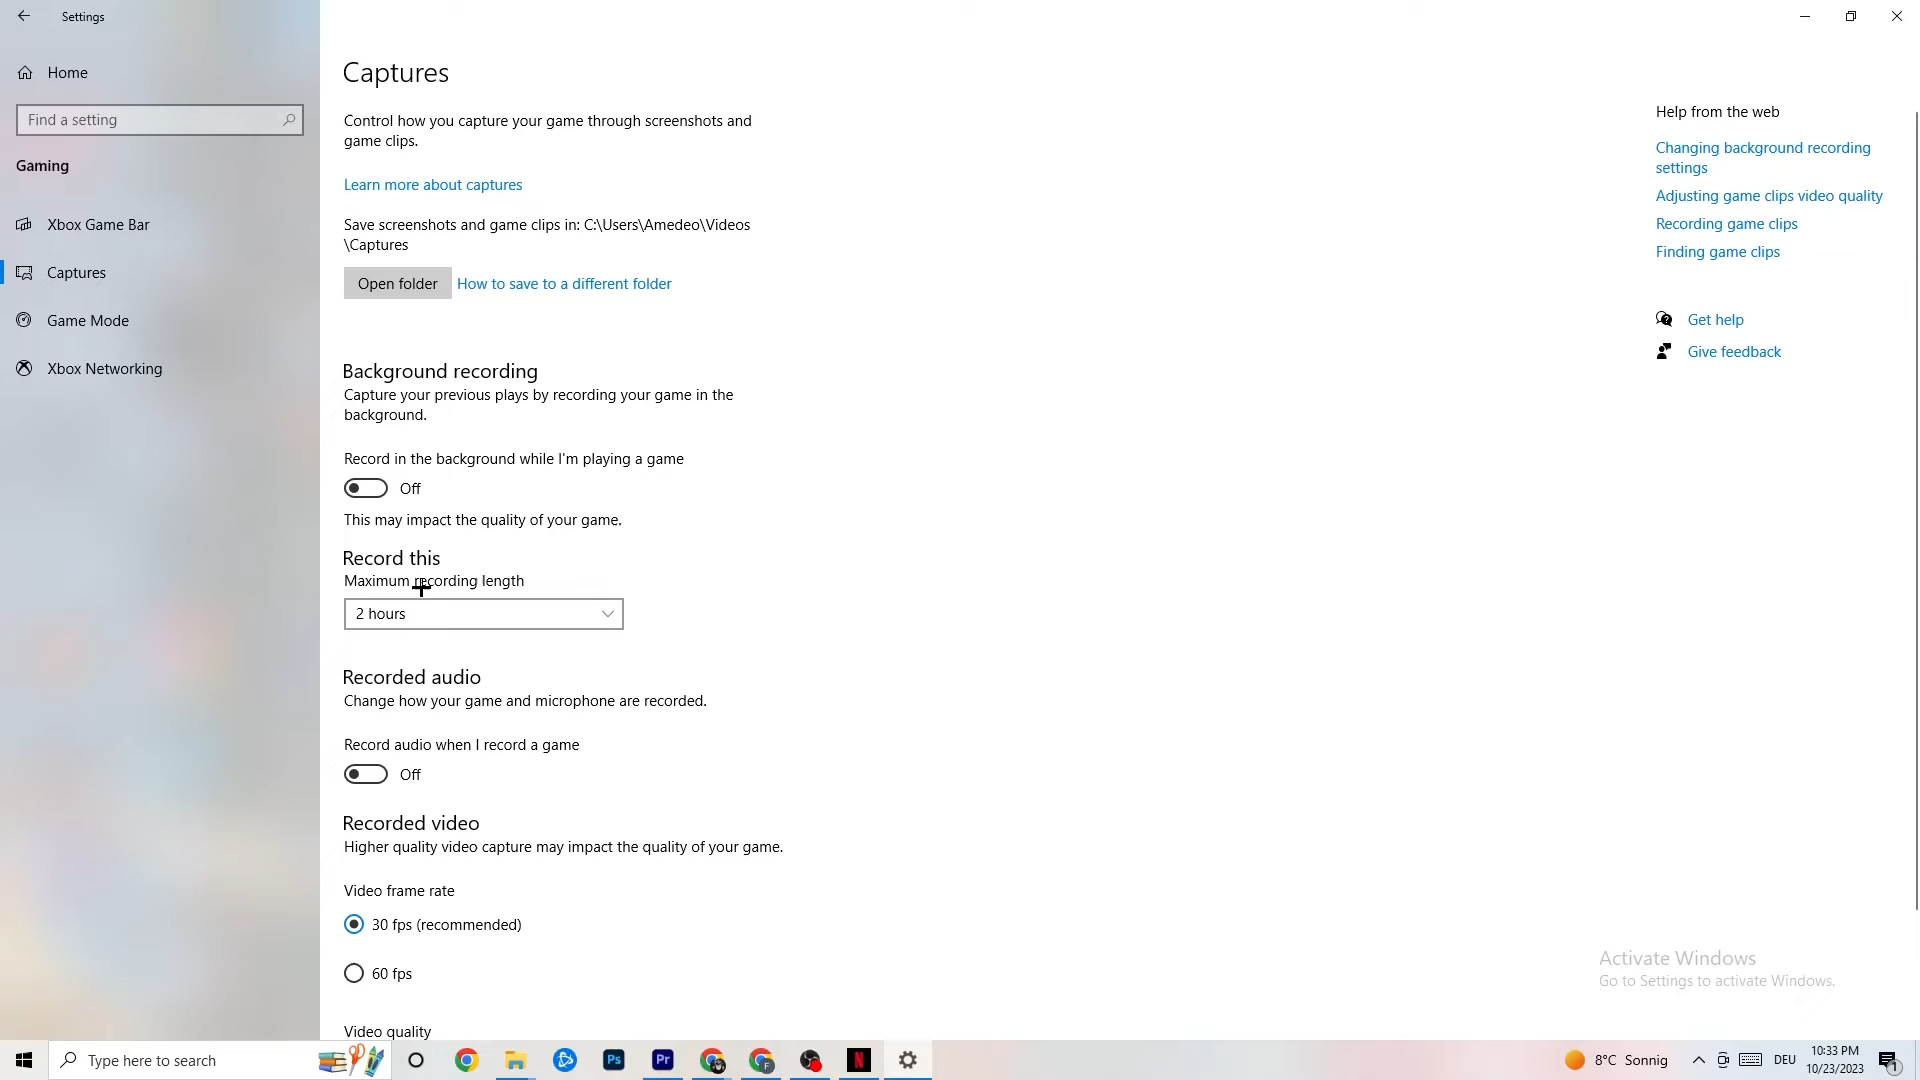 Settings
Home
Find a setting
Gaming
Xbox Game Bar
Captures
Game Mode
Xbox Networking
Captures
Control how you capture your game through screenshots and
game clips.
Learn more about captures
Save screenshots and game clips in: C:\Users\Amedeo\Videos
\Captures
Open folder
How to save to a different folder
Background recording
Capture your previous plays by recording your game in the
background.
Record in the background while I'm playing a game
Off
This may impact the quality of your game.
Record this
Maximum recording length
2 hours
Recorded audio
Change how your game and microphone are recorded.
Record audio when I record a game
Off
Recorded video
Higher quality video capture may impact the quality of your game.
Video frame rate
30 fps (recommended)
60 fps
Video quality
Help from the web
Changing background recording
settings
Adjusting game clips video quality
Recording game clips
Finding game clips
Get help
Give feedback
Activate Windows
Go to Settings to activate Windows.
Type here to search
Ps
Pr
F
N
8°C Sonnig
DEU
10:33 PM
10/23/2023
1